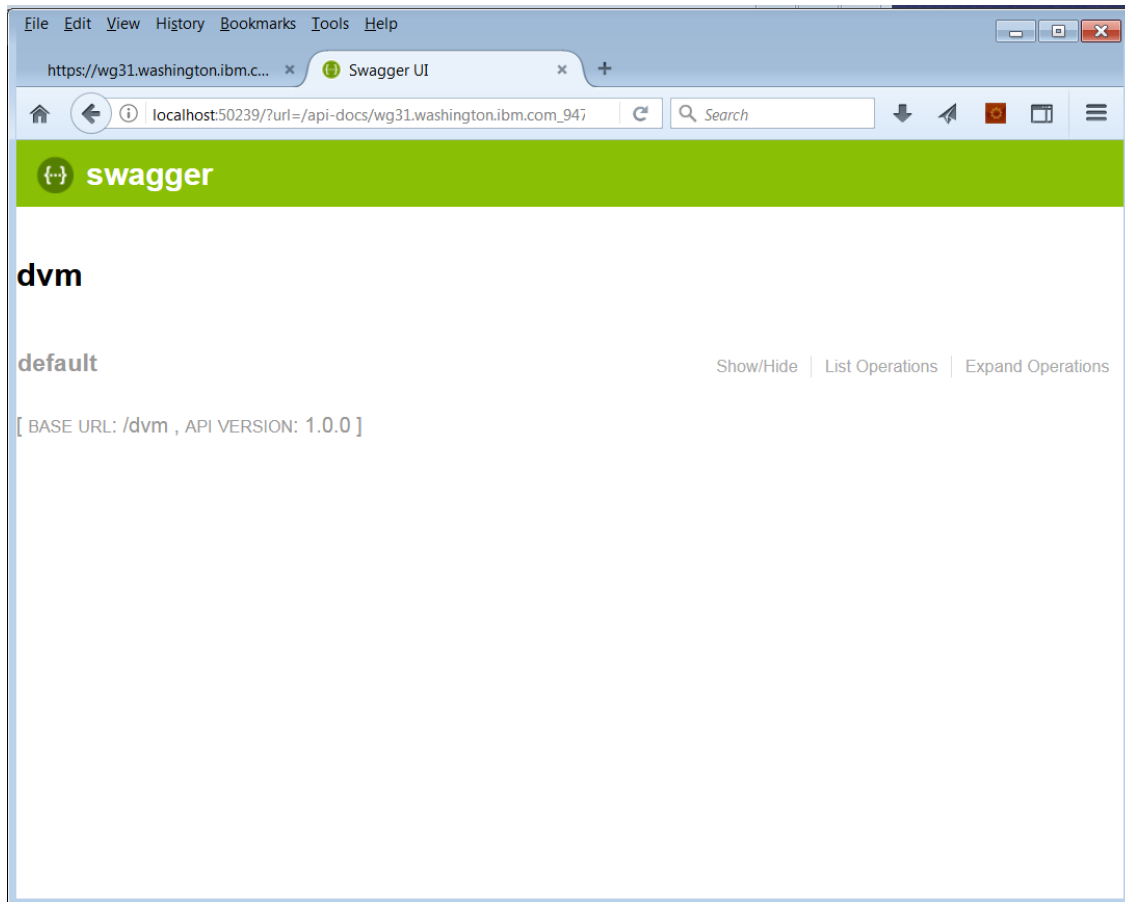 File Edit View History Bookmarks Tools Help
https://wg31.washington.ibm.c... Swagger UI
localhost:50239/?url=/api-docs/wg31.washington.ibm.com_947 Search
swagger
dvm
default Show/Hide List Operations Expand Operations
[ BASE URL: /dvm , API VERSION: 1.0.0 ]